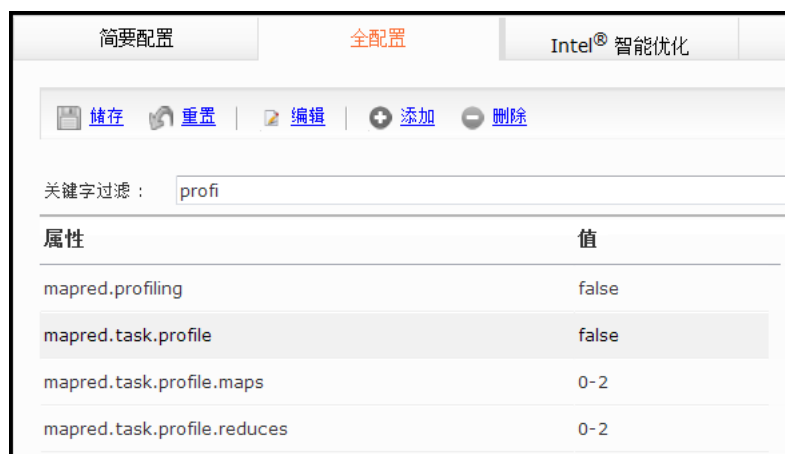 简要配置 全配置 Intel® 智能优化
储存 重置 | 编辑 | 添加 删除
关键字过滤： profi
属性 值
mapred.profiling false
mapred.task.profile false
mapred.task.profile.maps 0-2
mapred.task.profile.reduces 0-2